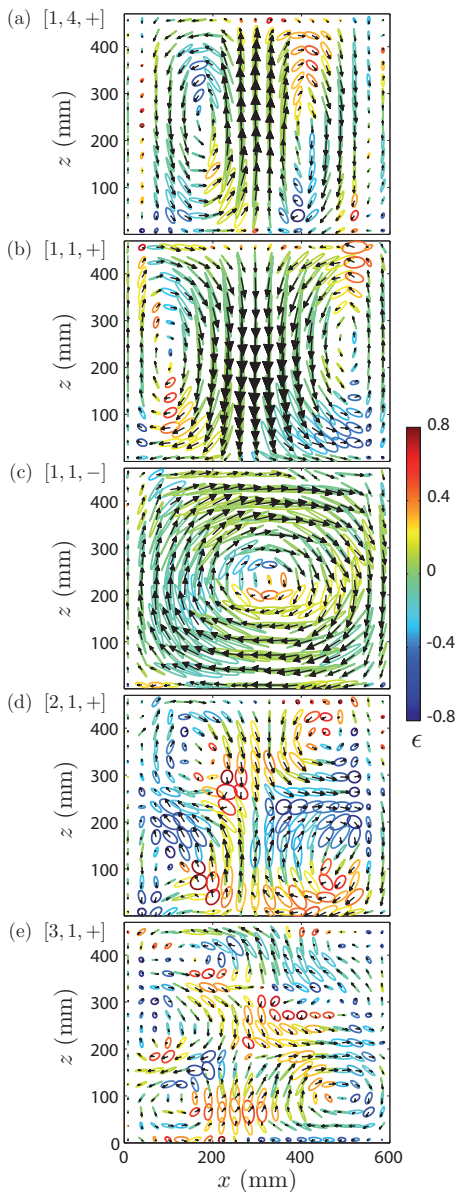 (a) [1, 4, +]
400
300
200
100
z (mm)
(b) [1, 1, +]
400
300
200
100
z (mm)
(c) [1, 1, −]
400
300
200
100
z (mm)
0.8
0.4
0
-0.4
-0.8
ϵ
(d) [2, 1, +]
400
300
200
100
z (mm)
(e) [3, 1, +]
400
300
200
100
0
z (mm)
0 200 400 600
x (mm)